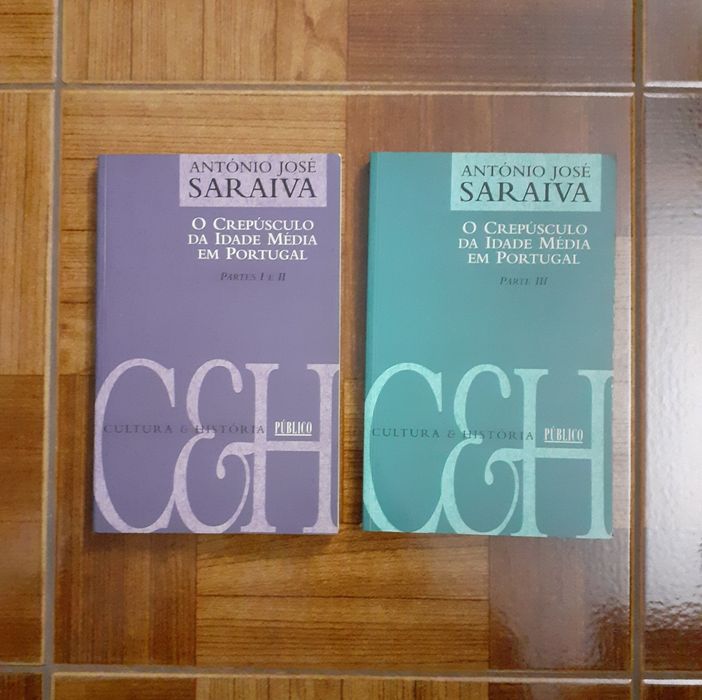 ANTÓNIO JOSÉ
SARAIVA
O CREPÚSCULO
DA IDADE MÉDIA
EM PORTUGAL
PARTES I E II
C&H
CULTURA & HISTÓRIA PÚBLICO
ANTÓNIO JOSÉ
SARAIVA
O CREPÚSCULO
DA IDADE MÉDIA
EM PORTUGAL
PARTE III
C&H
CULTURA & HISTÓRIA PÚBLICO